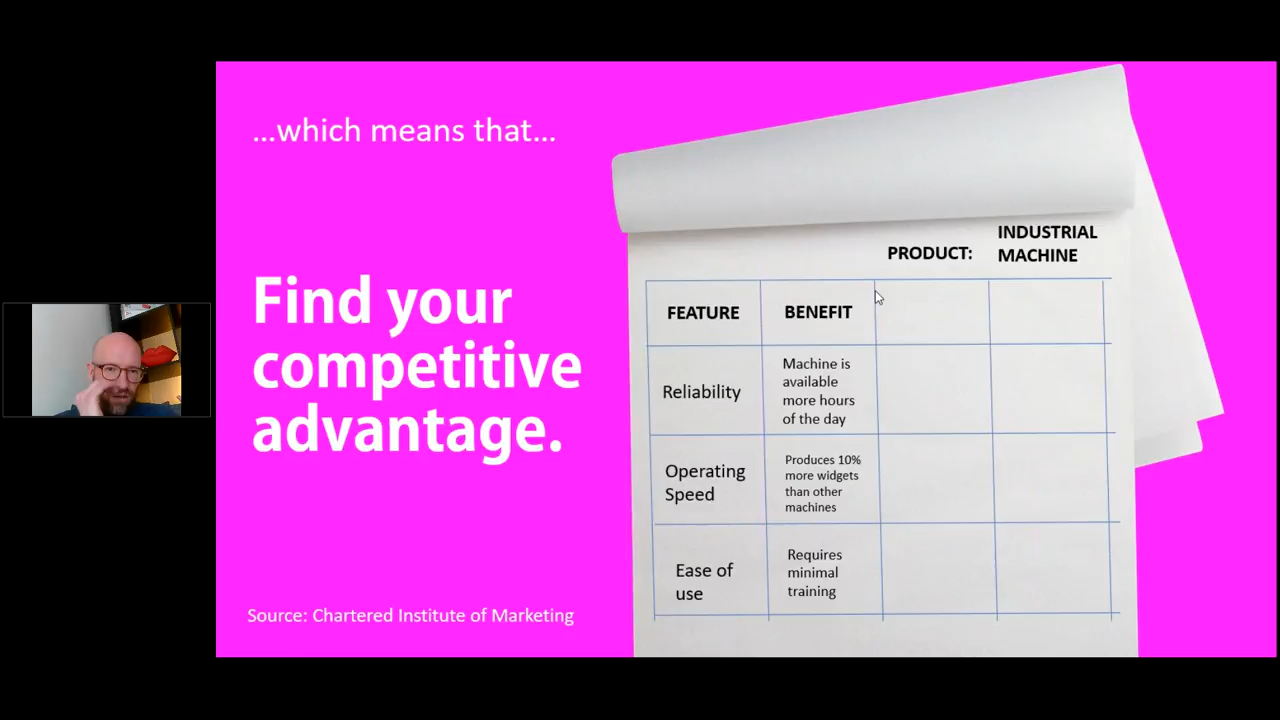 ...which means that...
Find your
competitive
advantage.
Source: Chartered Institute of Marketing
PRODUCT:
INDUSTRIAL
MACHINE
FEATURE
BENEFIT
Reliability
Machine is
available
more hours
of the day
Operating
Speed
Produces 10%
more widgets
than other
machines
Ease of
use
Requires
minimal
training